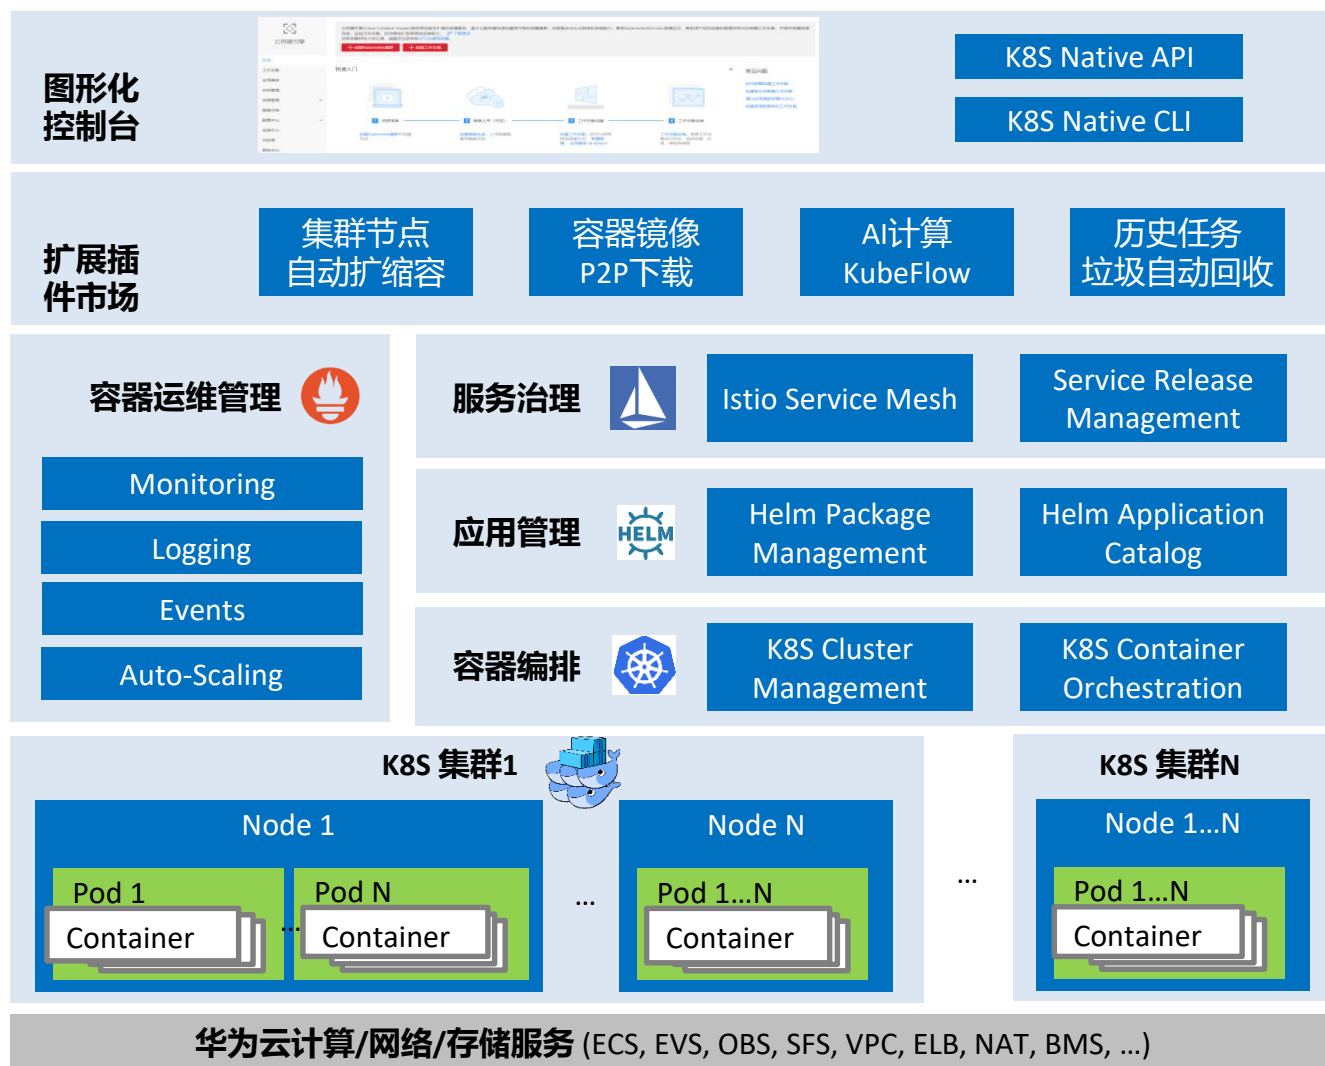 图形化
控制台
云容器引擎
K8S Native API
K8S Native CLI
扩展插
件市场
集群节点
自动扩缩容
容器镜像
P2P下载
AI计算
KubeFlow
历史任务
垃圾自动回收
容器运维管理
Monitoring
Logging
Events
Auto-Scaling
服务治理
Istio Service Mesh
Service Release
Management
应用管理
HELM
Helm Package
Management
Helm Application
Catalog
容器编排
K8S Cluster
Management
K8S Container
Orchestration
K8S 集群1
Node 1
Pod 1
Container
...
Pod N
Container
...
Node N
Pod 1...N
Container
...
K8S 集群N
Node 1...N
Pod 1...N
Container
华为云计算/网络/存储服务 (ECS, EVS, OBS, SFS, VPC, ELB, NAT, BMS, ...)